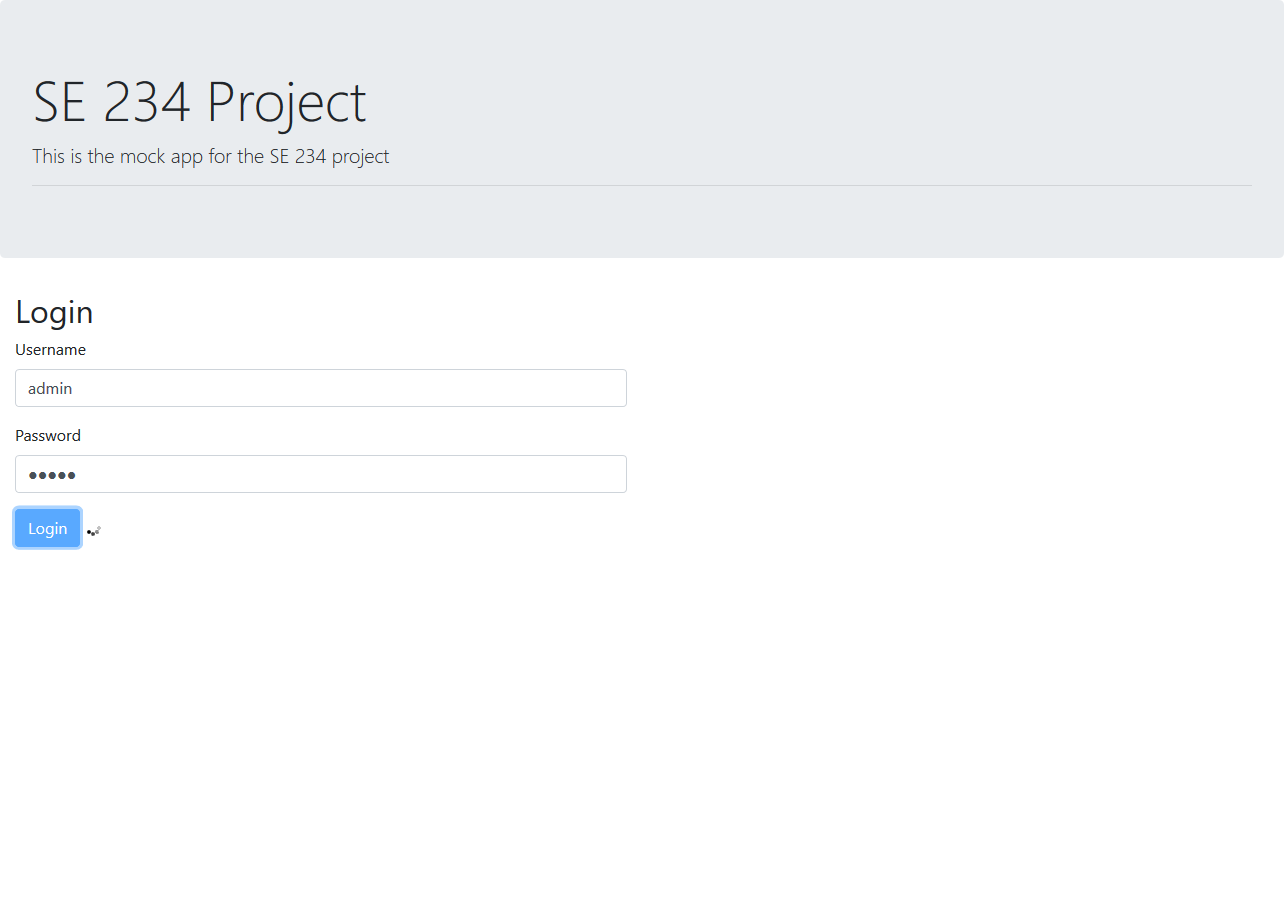 SE 234 Project
This is the mock app for the SE 234 project
Login
Username
admin
Password
●●●●●
Login